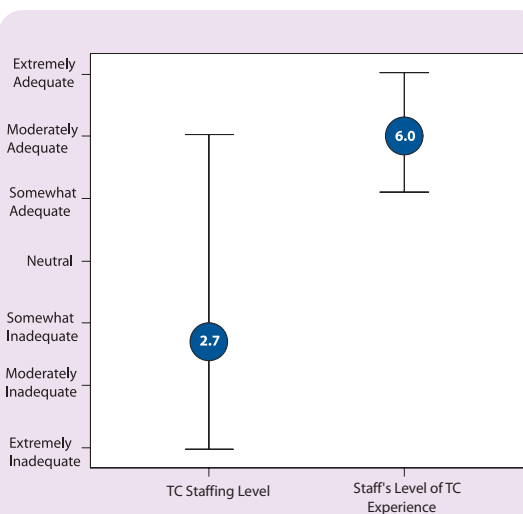 Extremely
Adequate
Moderately
Adequate
Somewhat
Adequate
Neutral
Somewhat
Inadequate
Moderately
Inadequate
Extremely
Inadequate
6.0
2.7
TC Staffing Level
Staff's Level of TC
Experience